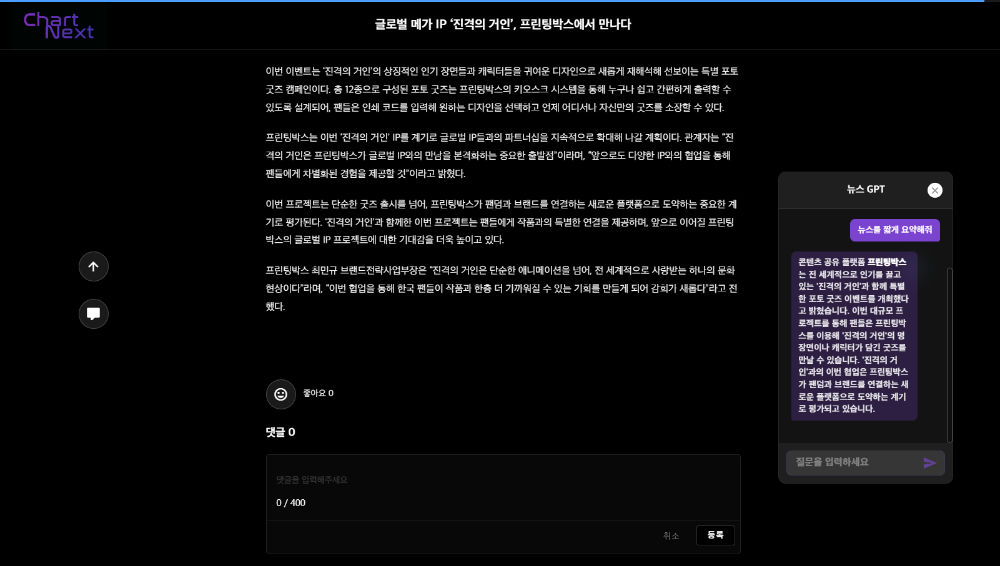 Chart
Next
글로벌 메가 IP ‘진격의 거인’, 프린팅박스에서 만나다
이번 이벤트는 ‘진격의 거인’의 상징적인 인기 장면들과 캐릭터들을 귀여운 디자인으로 새롭게 재해석해 선보이는 특별 포토
굿즈 캠페인이다. 총 12종으로 구성된 포토 굿즈는 프린팅박스의 키오스크 시스템을 통해 누구나 쉽고 간편하게 출력할 수
있도록 설계되어, 팬들은 인쇄 코드를 입력해 원하는 디자인을 선택하고 언제 어디서나 자신만의 굿즈를 소장할 수 있다.
프린팅박스는 이번 ‘진격의 거인’ IP를 계기로 글로벌 IP들과의 파트너십을 지속적으로 확대해 나갈 계획이다. 관계자는 “진
격의 거인은 프린팅박스가 글로벌 IP와의 만남을 본격화하는 중요한 출발점”이라며, “앞으로도 다양한 IP와의 협업을 통해
팬들에게 차별화된 경험을 제공할 것”이라고 밝혔다.
이번 프로젝트는 단순한 굿즈 출시를 넘어, 프린팅박스가 팬덤과 브랜드를 연결하는 새로운 플랫폼으로 도약하는 중요한 계
기로 평가된다. ‘진격의 거인’과 함께한 이번 프로젝트는 팬들에게 작품과의 특별한 연결을 제공하며, 앞으로 이어질 프린팅
박스의 글로벌 IP 프로젝트에 대한 기대감을 더욱 높이고 있다.
프린팅박스 최민규 브랜드전략사업부장은 “진격의 거인은 단순한 애니메이션을 넘어, 전 세계적으로 사랑받는 하나의 문화
현상이다”라며, “이번 협업을 통해 한국 팬들이 작품과 한층 더 가까워질 수 있는 기회를 만들게 되어 감회가 새롭다”라고 전
했다.
좋아요 0
댓글 0
댓글을 입력해주세요
0 / 400
취소
등록
뉴스 GPT
뉴스를 짧게 요약해줘
콘텐츠 공유 플랫폼 프린팅박스
는 전 세계적으로 인기를 끌고
있는 '진격의 거인'과 함께 특별
한 포토 굿즈 이벤트를 개최했다
고 밝혔습니다. 이번 대규모 프
로젝트를 통해 팬들은 프린팅박
스를 이용해 '진격의 거인'의 명
장면이나 캐릭터가 담긴 굿즈를
만날 수 있습니다. '진격의 거
인'과의 이번 협업은 프린팅박스
가 팬덤과 브랜드를 연결하는 새
로운 플랫폼으로 도약하는 계기
로 평가되고 있습니다.
질문을 입력하세요